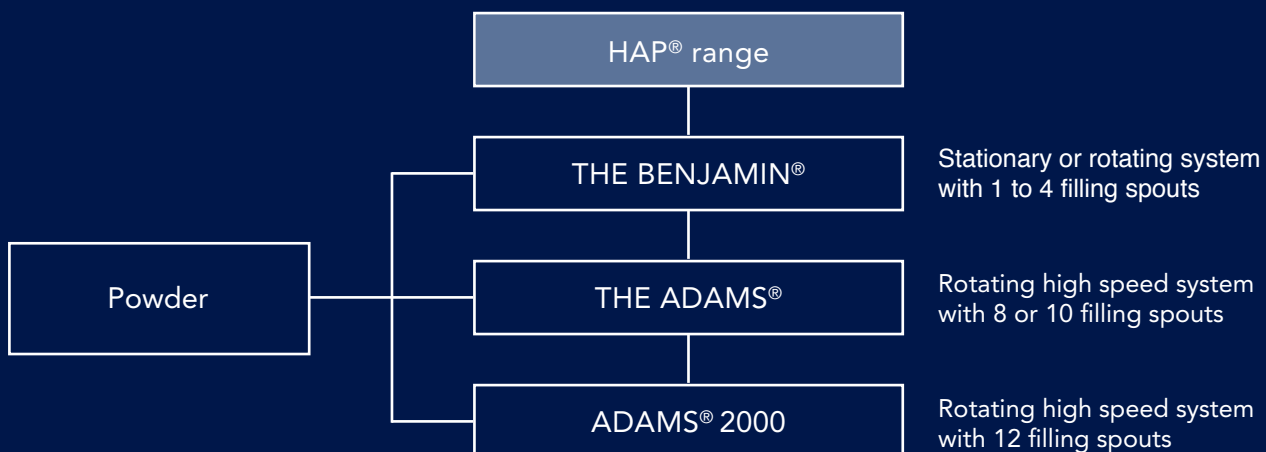 HAP® range
THE BENJAMIN®
Stationary or rotating system
with 1 to 4 filling spouts
Powder
THE ADAMS®
Rotating high speed system
with 8 or 10 filling spouts
ADAMS® 2000
Rotating high speed system
with 12 filling spouts